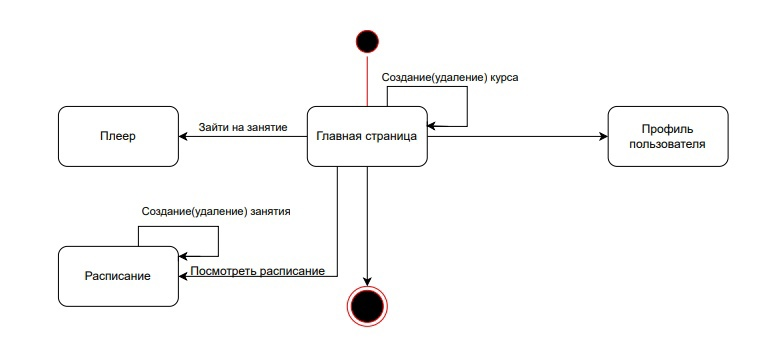 Создание(удаление) курса
Зайти на занятие
Плеер
Главная страница
Профиль
пользователя
Создание(удаление) занятия
Посмотреть расписание
Расписание